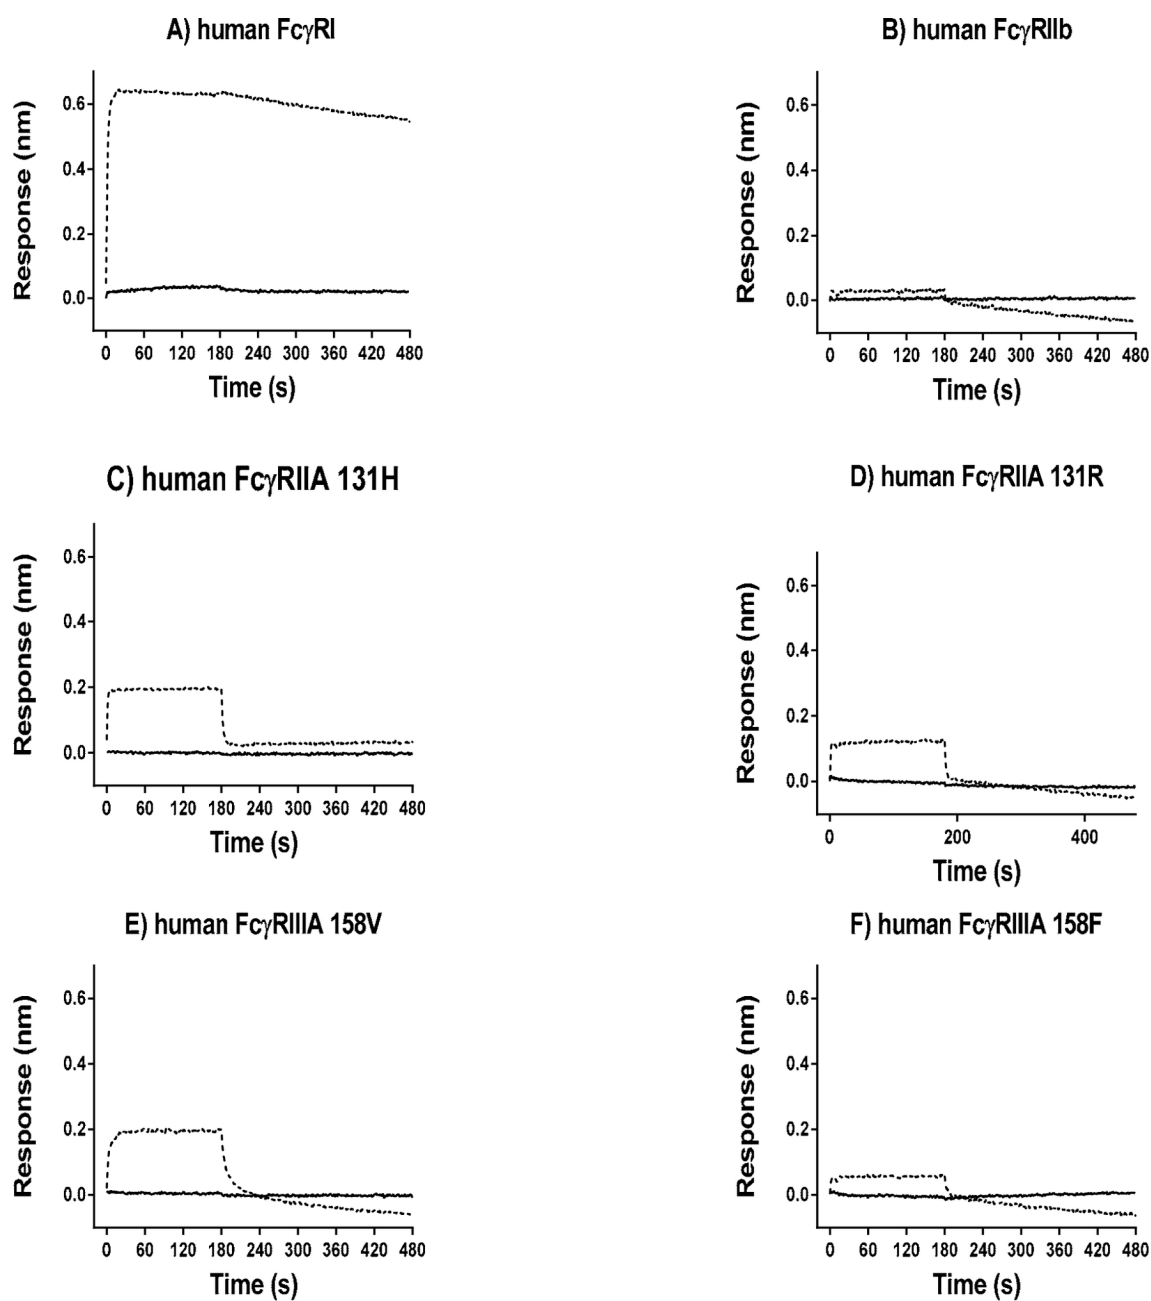 A) human FcγRI
Response (nm)
0.6
0.4
0.2
0.0
0 60 120 180 240 300 360 420 480
Time (s)
B) human FcγRIIb
Response (nm)
0.6
0.4
0.2
0.0
0 60 120 180 240 300 360 420 480
Time (s)
C) human FcγRIIA 131H
Response (nm)
0.6
0.4
0.2
0.0
0 60 120 180 240 300 360 420 480
Time (s)
D) human FcγRIIA 131R
Response (nm)
0.6
0.4
0.2
0.0
0 200 400
Time (s)
E) human FcγRIIIA 158V
Response (nm)
0.6
0.4
0.2
0.0
0 60 120 180 240 300 360 420 480
Time (s)
F) human FcγRIIIA 158F
Response (nm)
0.6
0.4
0.2
0.0
0 60 120 180 240 300 360 420 480
Time (s)